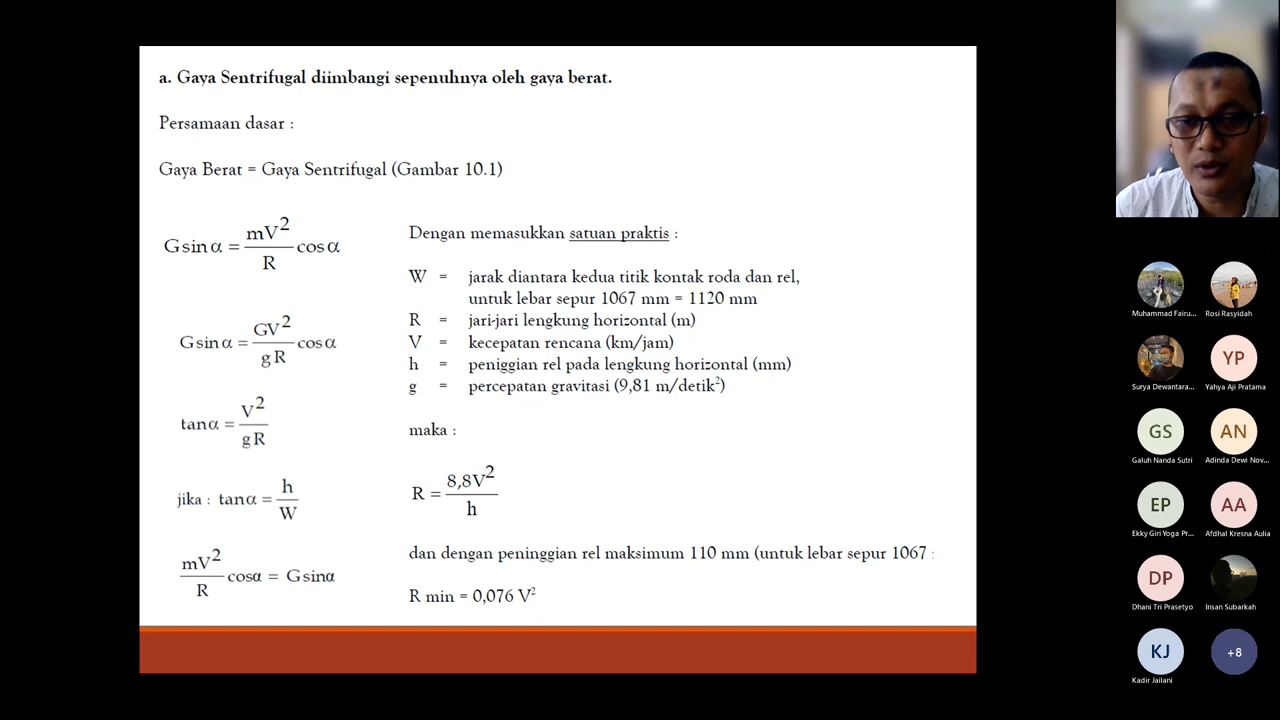 a. Gaya Sentrifugal diimbangi sepenuhnya oleh gaya berat.
Persamaan dasar :
Gaya Berat = Gaya Sentrifugal (Gambar 10.1)
G sin α = mV² / R cos α
G sin α = GV² / g R cos α
tan α = V² / g R
jika : tan α = h / W
mV² / R cosα = G sinα
Dengan memasukkan satuan praktis :
W = jarak diantara kedua titik kontak roda dan rel,
untuk lebar sepur 1067 mm = 1120 mm
R = jari-jari lengkung horizontal (m)
V = kecepatan rencana (km/jam)
h = peniggian rel pada lengkung horizontal (mm)
g = percepatan gravitasi (9,81 m/detik²)
maka :
R = 8,8V² / h
dan dengan peninggian rel maksimum 110 mm (untuk lebar sepur 1067 :
R min = 0,076 V²
Muhammad Fairu...
Rosi Rasyidah
Surya Dewantara...
YP
Yahya Aji Pratama
GS
Galuh Nanda Sutri
AN
Adinda Dewi Nov...
EP
Ekky Giri Yoga Pr...
AA
Afdhal Kresna Aulia
DP
Dhani Tri Prasetyo
Insan Subarkah
KJ
Kadir Jailani
+8